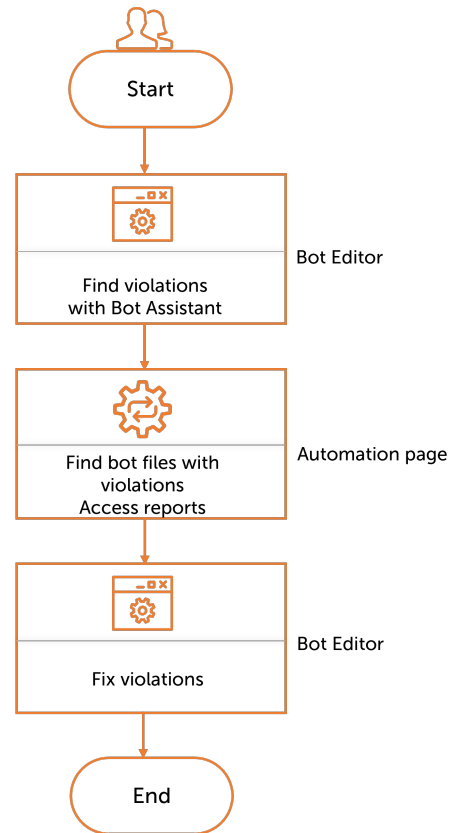 Start
Find violations
with Bot Assistant
Bot Editor
Find bot files with
violations
Access reports
Automation page
Fix violations
Bot Editor
End